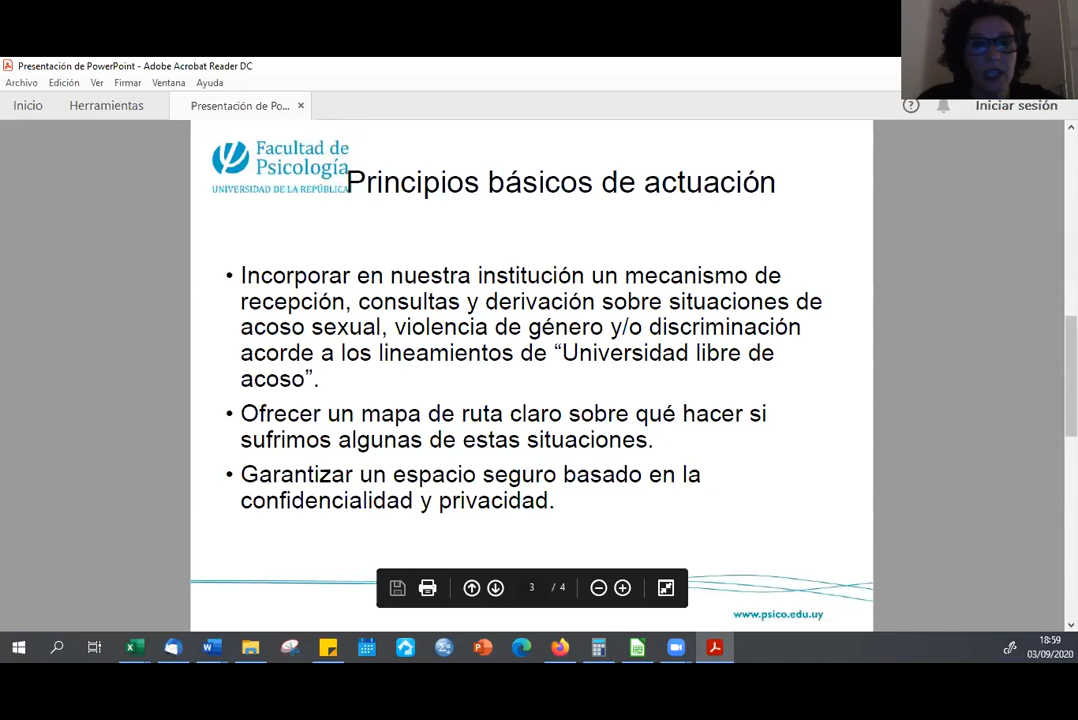 Presentación de PowerPoint - Adobe Acrobat Reader DC
Archivo Edición Ver Firmar Ventana Ayuda
Inicio Herramientas Presentación de Po... × Iniciar sesión
Facultad de
Psicología
UNIVERSIDAD DE LA REPÚBLICA
Principios básicos de actuación
• Incorporar en nuestra institución un mecanismo de
recepción, consultas y derivación sobre situaciones de
acoso sexual, violencia de género y/o discriminación
acorde a los lineamientos de “Universidad libre de
acoso”.
• Ofrecer un mapa de ruta claro sobre qué hacer si
sufrimos algunas de estas situaciones.
• Garantizar un espacio seguro basado en la
confidencialidad y privacidad.
3 / 4
www.psico.edu.uy
18:59
03/09/2020